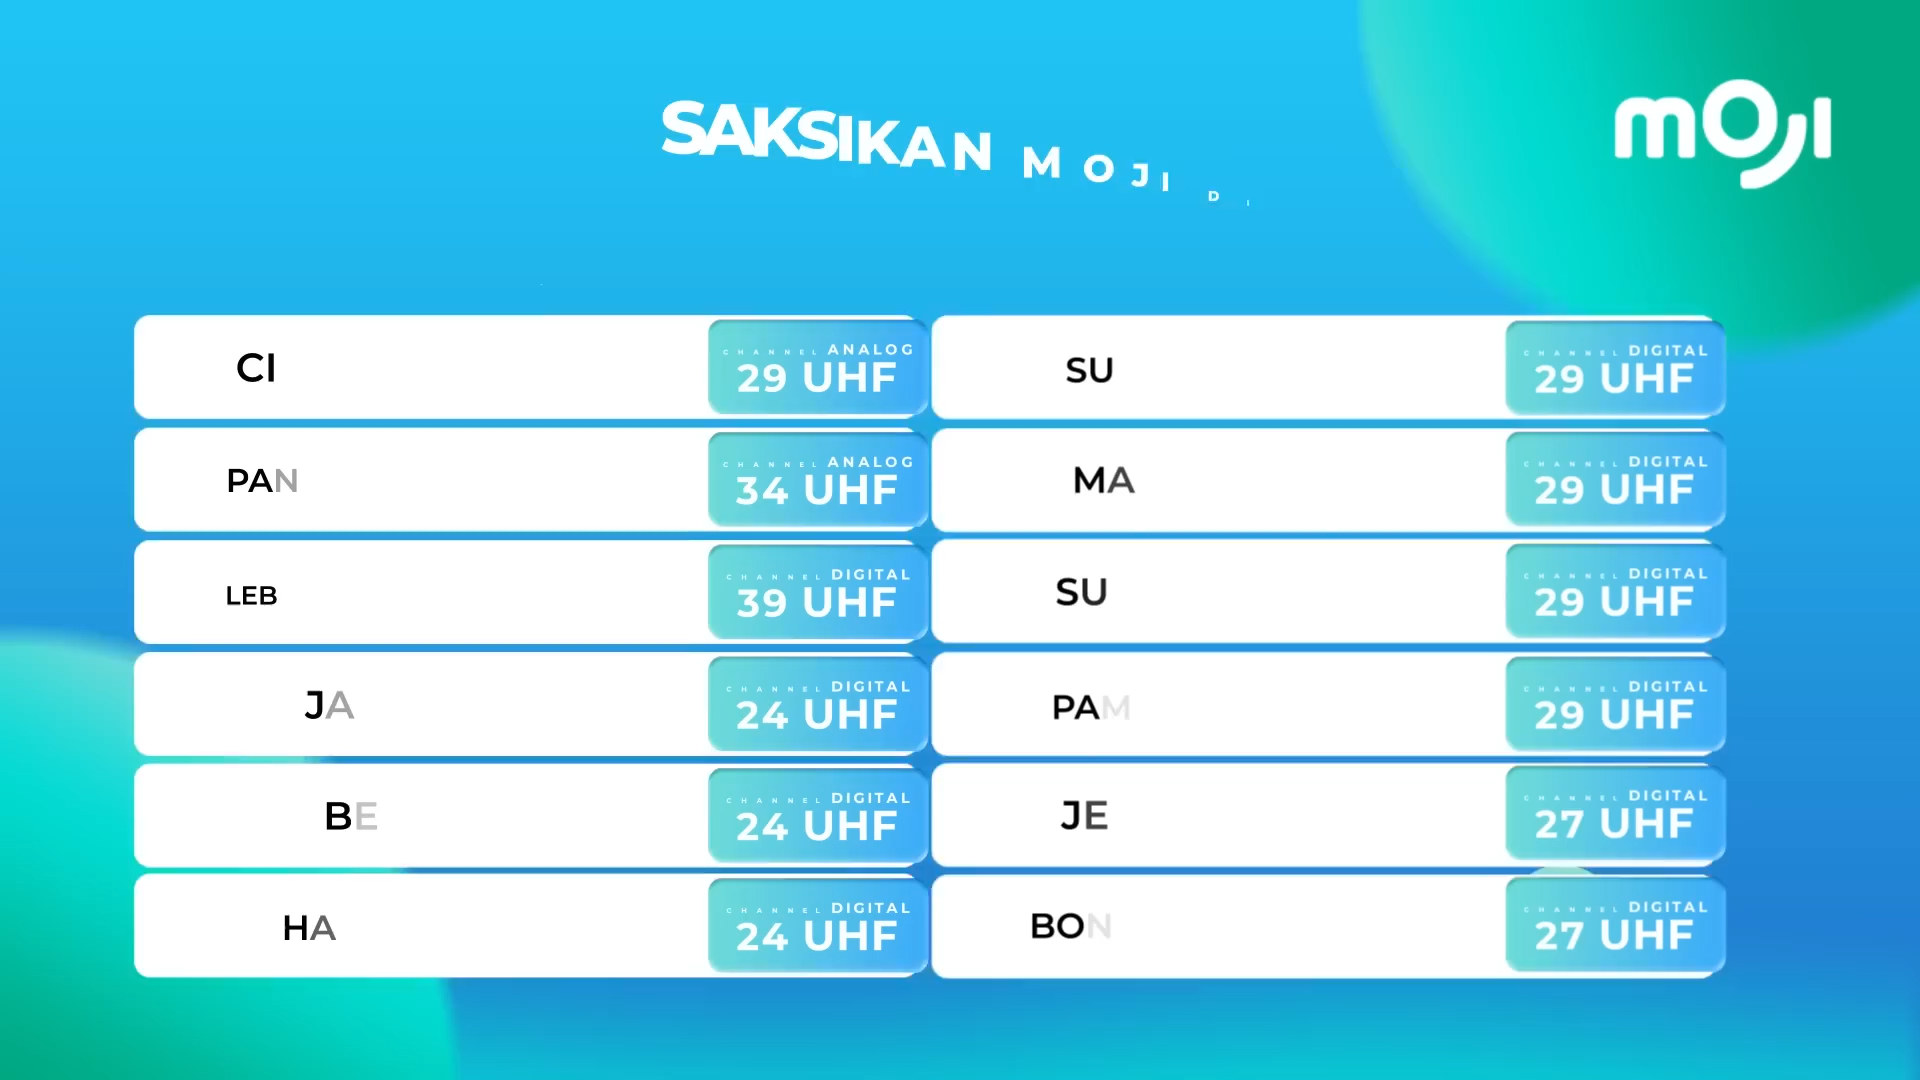 SAKSIKAN MOJI DI
moji
CI
CHANNEL ANALOG
29 UHF
PAN
CHANNEL ANALOG
34 UHF
LEB
CHANNEL DIGITAL
39 UHF
JA
CHANNEL DIGITAL
24 UHF
BE
CHANNEL DIGITAL
24 UHF
HA
CHANNEL DIGITAL
24 UHF
SU
CHANNEL DIGITAL
29 UHF
MA
CHANNEL DIGITAL
29 UHF
SU
CHANNEL DIGITAL
29 UHF
PAM
CHANNEL DIGITAL
29 UHF
JE
CHANNEL DIGITAL
27 UHF
BON
CHANNEL DIGITAL
27 UHF